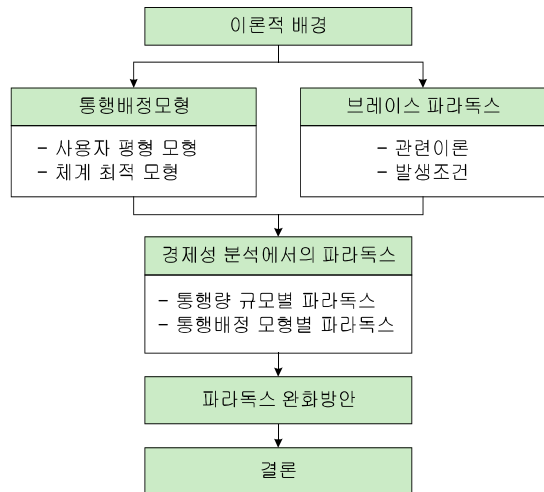 이론적 배경
통행배정모형
- 사용자 평형 모형
- 체계 최적 모형
브레이스 파라독스
- 관련이론
- 발생조건
경제성 분석에서의 파라독스
- 통행량 규모별 파라독스
- 통행배정 모형별 파라독스
파라독스 완화방안
결론